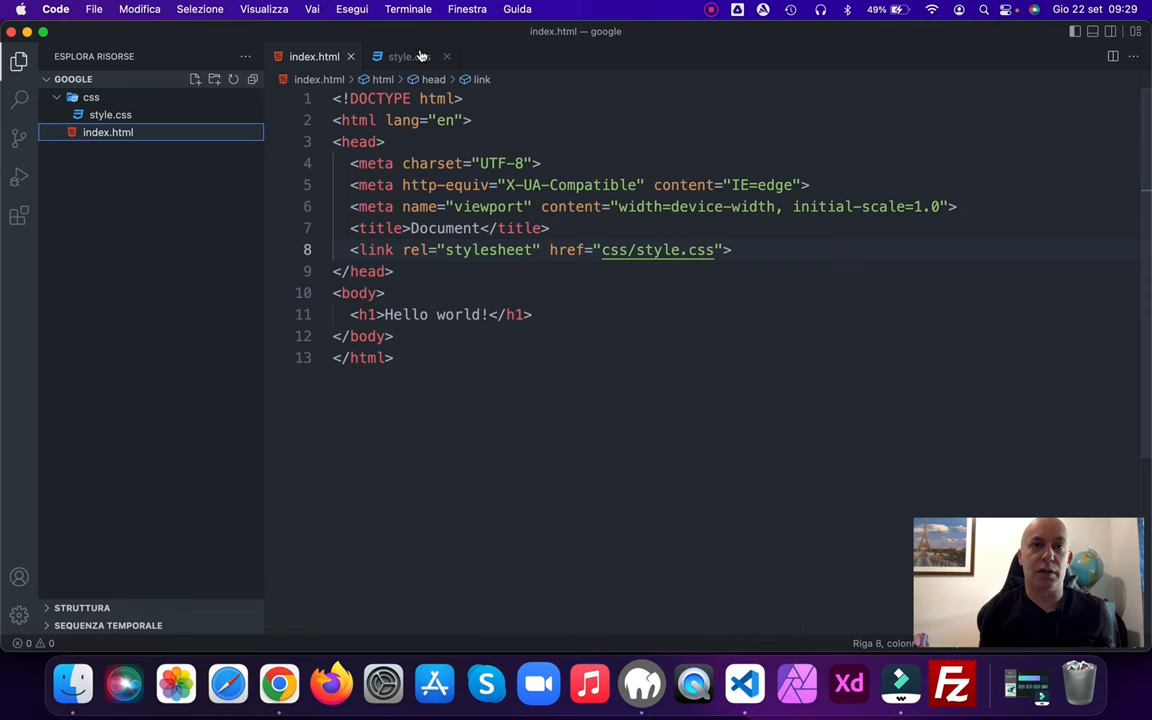 Code File Modifica Selezione Visualizza Vai Esegui Terminale Finestra Guida 49% Gio 22 set 09:29
index.html — google
ESPLORA RISORSE
index.html
GOOGLE
index.html > html > head > link
css
style.css
index.html
1 <!DOCTYPE html>
2 <html lang="en">
3 <head>
4 <meta charset="UTF-8">
5 <meta http-equiv="X-UA-Compatible" content="IE=edge">
6 <meta name="viewport" content="width=device-width, initial-scale=1.0">
7 <title>Document</title>
8 <link rel="stylesheet" href="css/style.css">
9 </head>
10 <body>
11 <h1>Hello world!</h1>
12 </body>
13 </html>
STRUTTURA
SEQUENZA TEMPORALE
0 0
Riga 8,
Xd
Fz